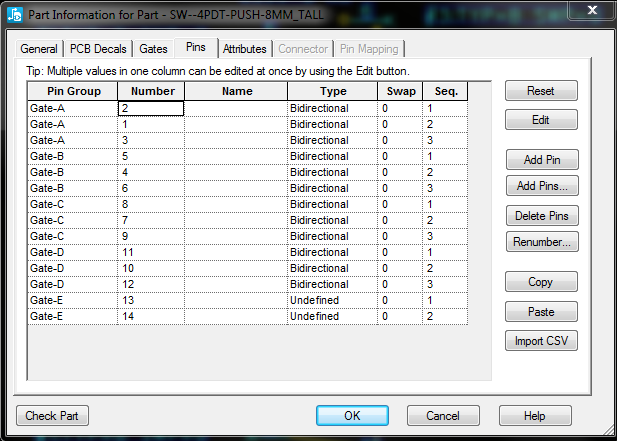 Part Information for Part - SW--4PDT-PUSH-8MM_TALL
General PCB Decals Gates Pins Attributes Connector Pin Mapping
Tip: Multiple values in one column can be edited at once by using the Edit button.
Pin Group Number Name Type Swap Seq.
Gate-A 2 Bidirectional 0 1
Gate-A 1 Bidirectional 0 2
Gate-A 3 Bidirectional 0 3
Gate-B 5 Bidirectional 0 1
Gate-B 4 Bidirectional 0 2
Gate-B 6 Bidirectional 0 3
Gate-C 8 Bidirectional 0 1
Gate-C 7 Bidirectional 0 2
Gate-C 9 Bidirectional 0 3
Gate-D 11 Bidirectional 0 1
Gate-D 10 Bidirectional 0 2
Gate-D 12 Bidirectional 0 3
Gate-E 13 Undefined 0 1
Gate-E 14 Undefined 0 2
Reset
Edit
Add Pin
Add Pins...
Delete Pins
Renumber...
Copy
Paste
Import CSV
Check Part OK Cancel Help